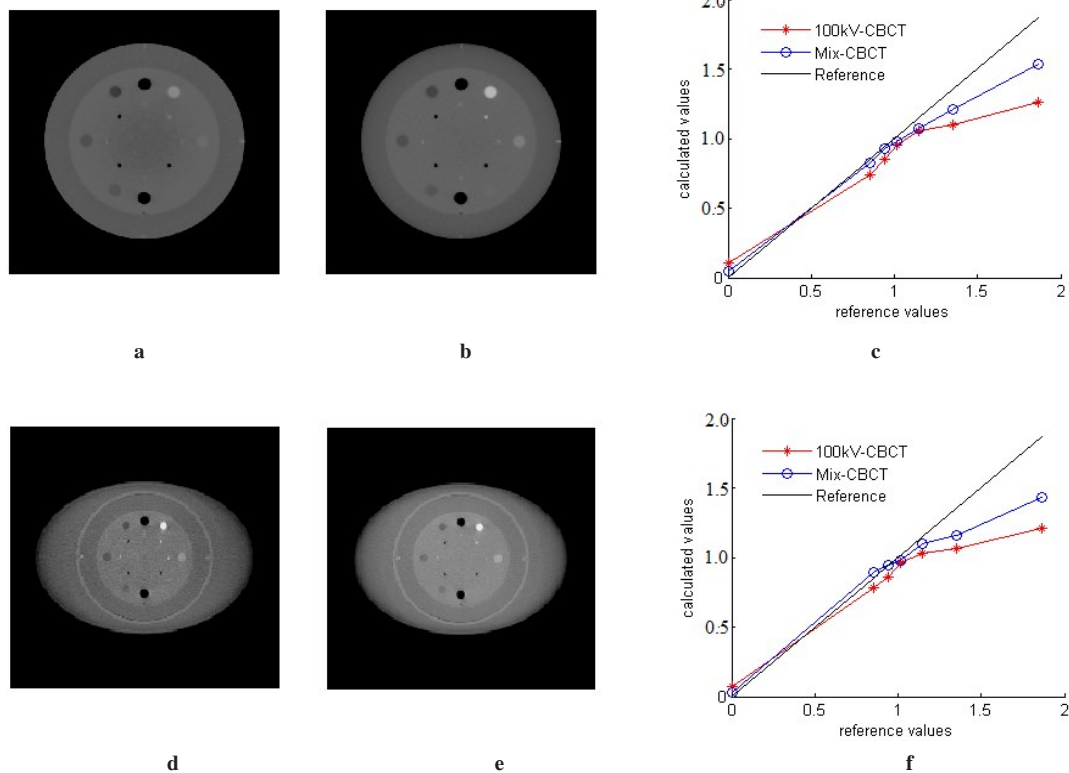 2.0
100kV-CBCT
Mix-CBCT
Reference
1.5
1.0
0.5
0
calculated values
0 0.5 1 1.5 2
reference values
a b c
2.0
100kV-CBCT
Mix-CBCT
Reference
1.5
1.0
0.5
0
calculated values
0 0.5 1 1.5 2
reference values
d e f